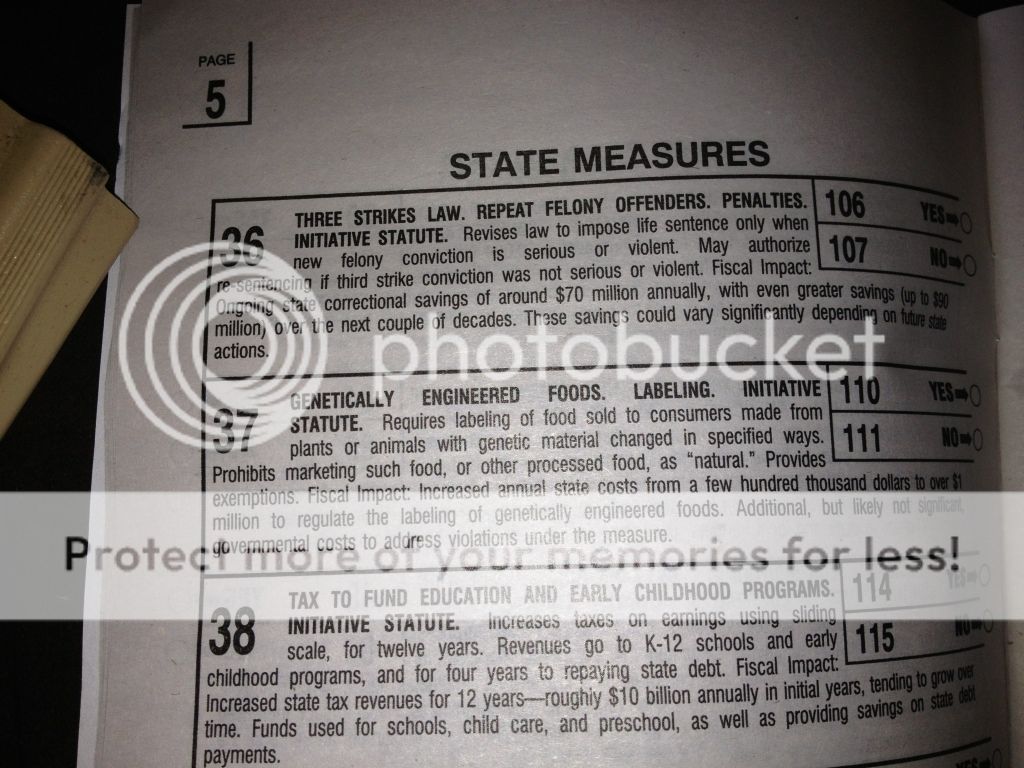 PAGE
5
STATE MEASURES
36
THREE STRIKES LAW. REPEAT FELONY OFFENDERS. PENALTIES.
INITIATIVE STATUTE. Revises law to impose life sentence only when
new felony conviction is serious or violent. May authorize
re-sentencing if third strike conviction was not serious or violent. Fiscal Impact:
Ongoing state correctional savings of around $70 million annually, with even greater savings (up to $90
million) over the next couple of decades. These savings could vary significantly depending on future state
actions.
106 YES
107 NO
photobucket
37
GENETICALLY ENGINEERED FOODS. LABELING. INITIATIVE
STATUTE. Requires labeling of food sold to consumers made from
plants or animals with genetic material changed in specified ways.
Prohibits marketing such food, or other processed food, as “natural.” Provides
exemptions. Fiscal Impact: Increased annual state costs from a few hundred thousand dollars to over $1
million to regulate the labeling of genetically engineered foods. Additional, but likely not significant,
governmental costs to address violations under the measure.
110 YES
111 NO
Protect more of your memories for less!
38
TAX TO FUND EDUCATION AND EARLY CHILDHOOD PROGRAMS.
INITIATIVE STATUTE. Increases taxes on earnings using sliding
scale, for twelve years. Revenues go to K-12 schools and early
childhood programs, and for four years to repaying state debt. Fiscal Impact:
Increased state tax revenues for 12 years—roughly $10 billion annually in initial years, tending to grow over
time. Funds used for schools, child care, and preschool, as well as providing savings on state debt
payments.
114 YES
115 NO
YES